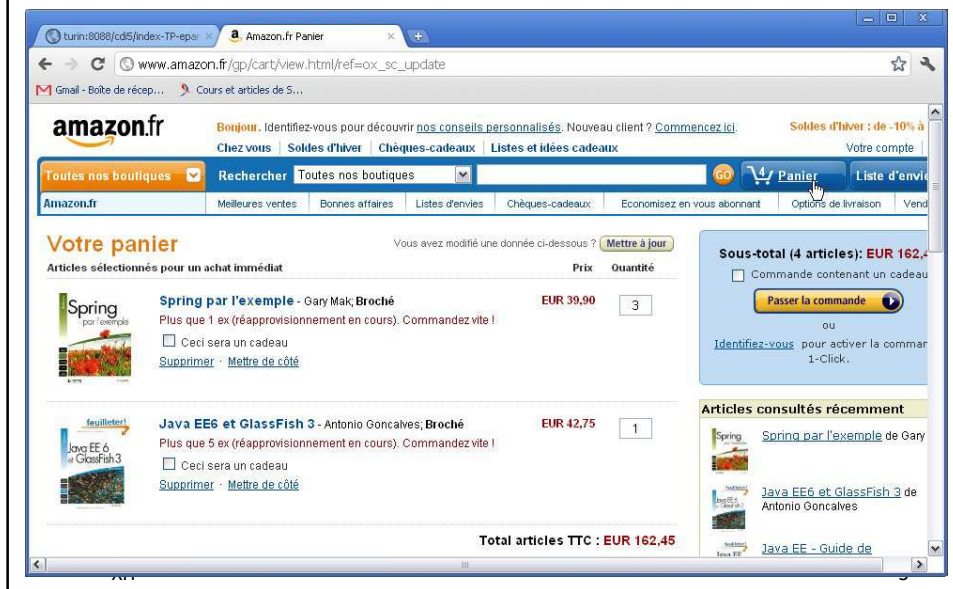 turin:8088/cdi5/index-TP-epar
Amazon.fr Panier
www.amazon.fr/gp/cart/view.html/ref=ox_sc_update
Gmail - Boîte de récep... Cours et articles de S...
amazon.fr
Bonjour. Identifiez-vous pour découvrir nos conseils personnalisés. Nouveau client ? Commencez ici.
Soldes d'hiver : de -10% à
Chez vous Soldes d'hiver Chèques-cadeaux Listes et idées cadeaux
Votre compte
Toutes nos boutiques Rechercher Toutes nos boutiques GO 4 Panier Liste d'envie
Amazon.fr Meilleures ventes Bonnes affaires Listes d'envies Chèques-cadeaux Economisez en vous abonnant Options de livraison Vend
Votre panier
Vous avez modifié une donnée ci-dessous ? Mettre à jour
Articles sélectionnés pour un achat immédiat Prix Quantité
Spring
par l'exemple
Spring par l'exemple - Gary Mak; Broché EUR 39,90 3
Plus que 1 ex (réapprovisionnement en cours). Commandez vite !
Ceci sera un cadeau
Supprimer · Mettre de côté
feuilleter!
Java EE 6
et GlassFish 3
Java EE6 et GlassFish 3 - Antonio Goncalves; Broché EUR 42,75 1
Plus que 5 ex (réapprovisionnement en cours). Commandez vite !
Ceci sera un cadeau
Supprimer · Mettre de côté
Total articles TTC : EUR 162,45
Sous-total (4 articles): EUR 162,4
Commande contenant un cadeau
Passer la commande
ou
Identifiez-vous pour activer la comman
1-Click.
Articles consultés récemment
Spring
Spring par l'exemple de Gary
Java EE6 et GlassFish 3 de
Antonio Goncalves
Java EE - Guide de